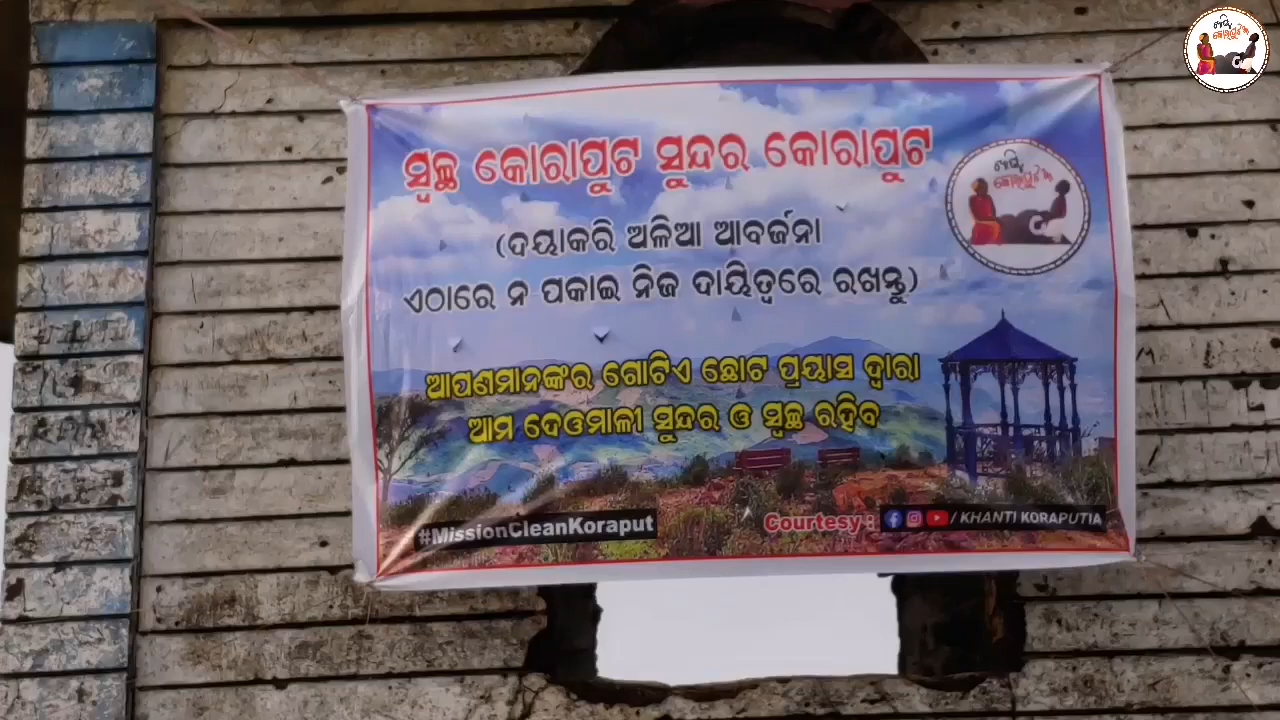 ସ୍ୱଚ୍ଛ କୋରାପୁଟ ସୁନ୍ଦର କୋରାପୁଟ
(ଦୟାକରି ଅଳିଆ ଆବର୍ଜନା
ଏଠାରେ ନ ପକାଇ ନିଜ ଦାୟିତ୍ୱରେ ରଖନ୍ତୁ)
ଆପଣମାନଙ୍କର ଗୋଟିଏ ଛୋଟ ପ୍ରୟାସ ଦ୍ୱାରା
ଆମ ଦେଓମାଳୀ ସୁନ୍ଦର ଓ ସ୍ୱଚ୍ଛ ରହିବ
#MissionCleanKoraput
Courtesy : / KHANTI KORAPUTIA